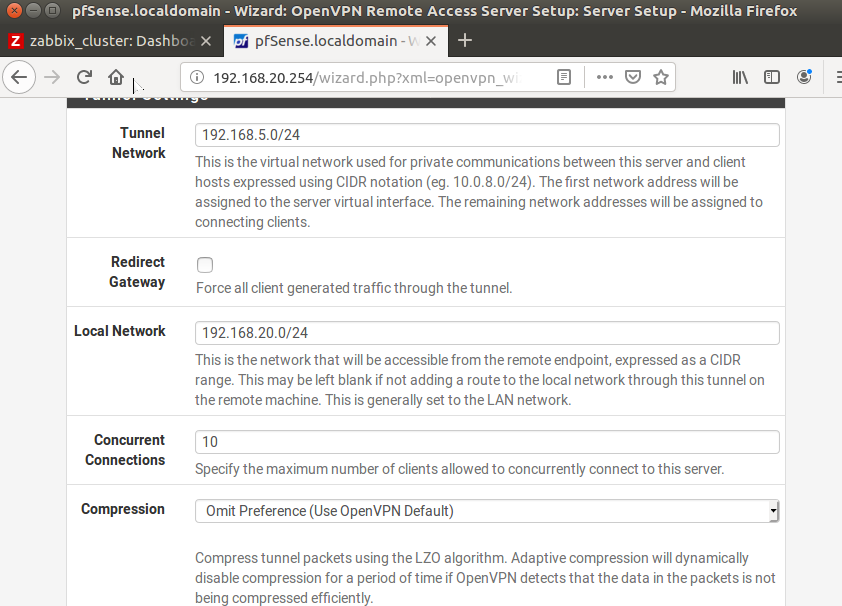 pfSense.localdomain - Wizard: OpenVPN Remote Access Server Setup: Server Setup - Mozilla Firefox
Z zabbix_cluster: Dashboa
pf pfSense.localdomain - W
192.168.20.254/wizard.php?xml=openvpn_wi
Tunnel Settings
Tunnel Network
192.168.5.0/24
This is the virtual network used for private communications between this server and client
hosts expressed using CIDR notation (eg. 10.0.8.0/24). The first network address will be
assigned to the server virtual interface. The remaining network addresses will be assigned to
connecting clients.
Redirect Gateway
Force all client generated traffic through the tunnel.
Local Network
192.168.20.0/24
This is the network that will be accessible from the remote endpoint, expressed as a CIDR
range. This may be left blank if not adding a route to the local network through this tunnel on
the remote machine. This is generally set to the LAN network.
Concurrent Connections
10
Specify the maximum number of clients allowed to concurrently connect to this server.
Compression
Omit Preference (Use OpenVPN Default)
Compress tunnel packets using the LZO algorithm. Adaptive compression will dynamically
disable compression for a period of time if OpenVPN detects that the data in the packets is not
being compressed efficiently.